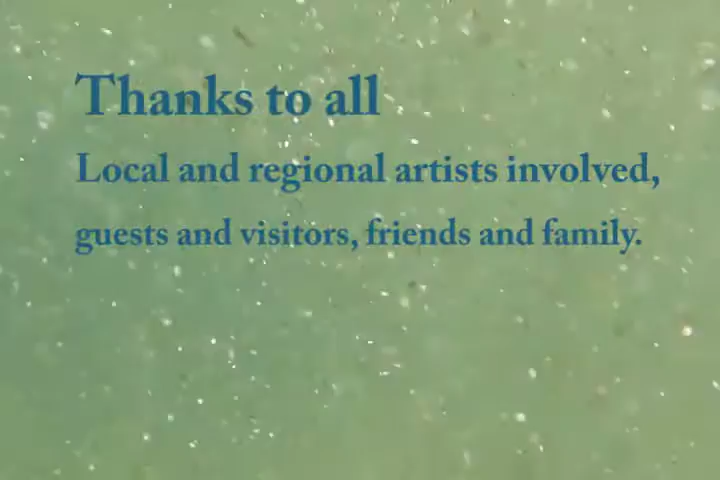 Thanks to all
Local and regional artists involved,
guests and visitors, friends and family.